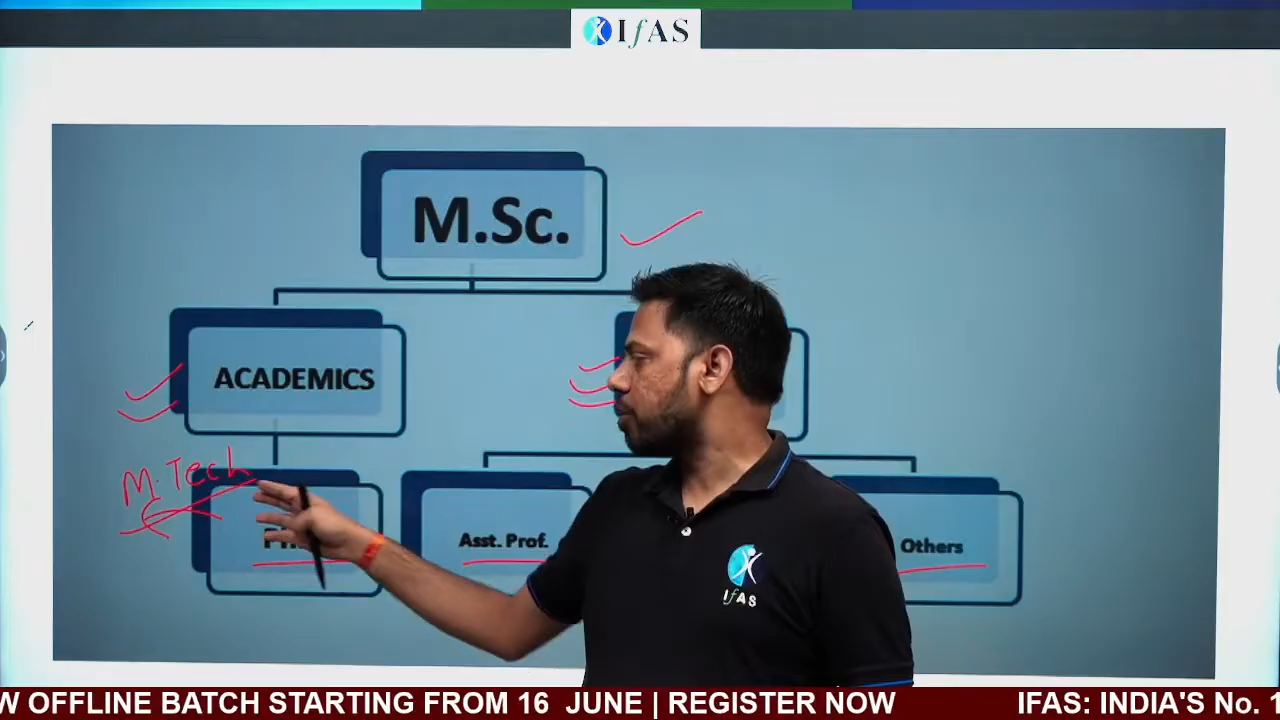 IfAS
M.Sc.
ACADEMICS
M.Tech
Asst. Prof.
Others
IfAS
OFFLINE BATCH STARTING FROM 16 JUNE | REGISTER NOW
IFAS: INDIA'S No. 1